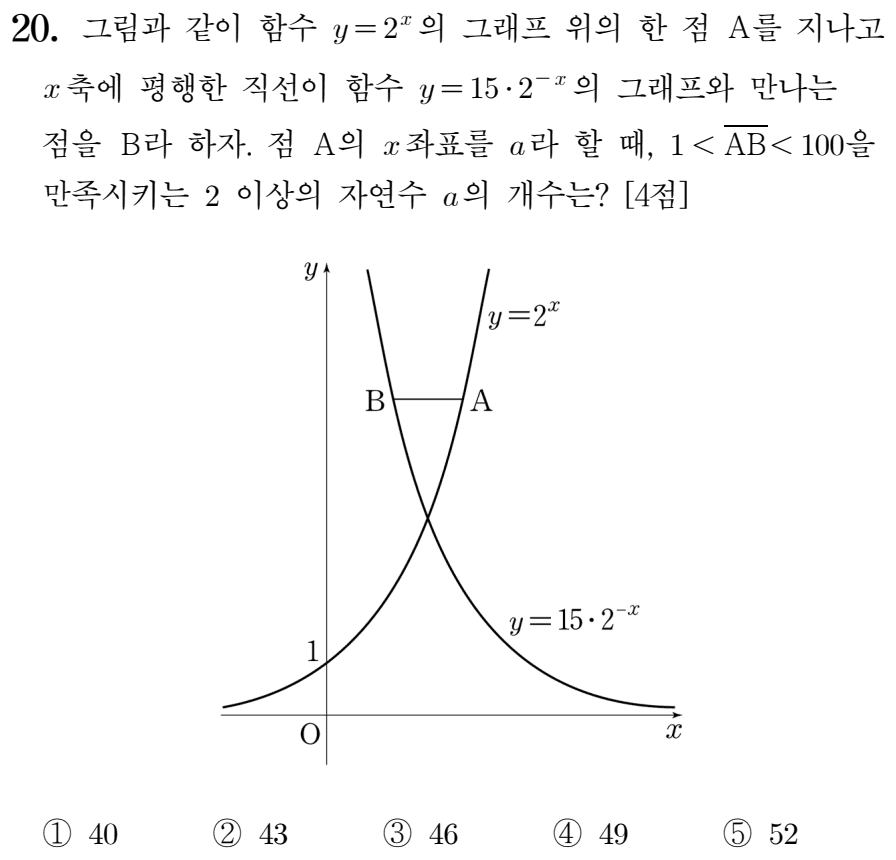 20. 그림과 같이 함수 y=2^x의 그래프 위의 한 점 A를 지나고
x축에 평행한 직선이 함수 y=15·2^{-x}의 그래프와 만나는
점을 B라 하자. 점 A의 x좌표를 a라 할 때, 1<\overline{AB}<100을
만족시키는 2 이상의 자연수 a의 개수는? [4점]
y
y=2^x
B A
y=15·2^{-x}
1
O x
① 40 ② 43 ③ 46 ④ 49 ⑤ 52